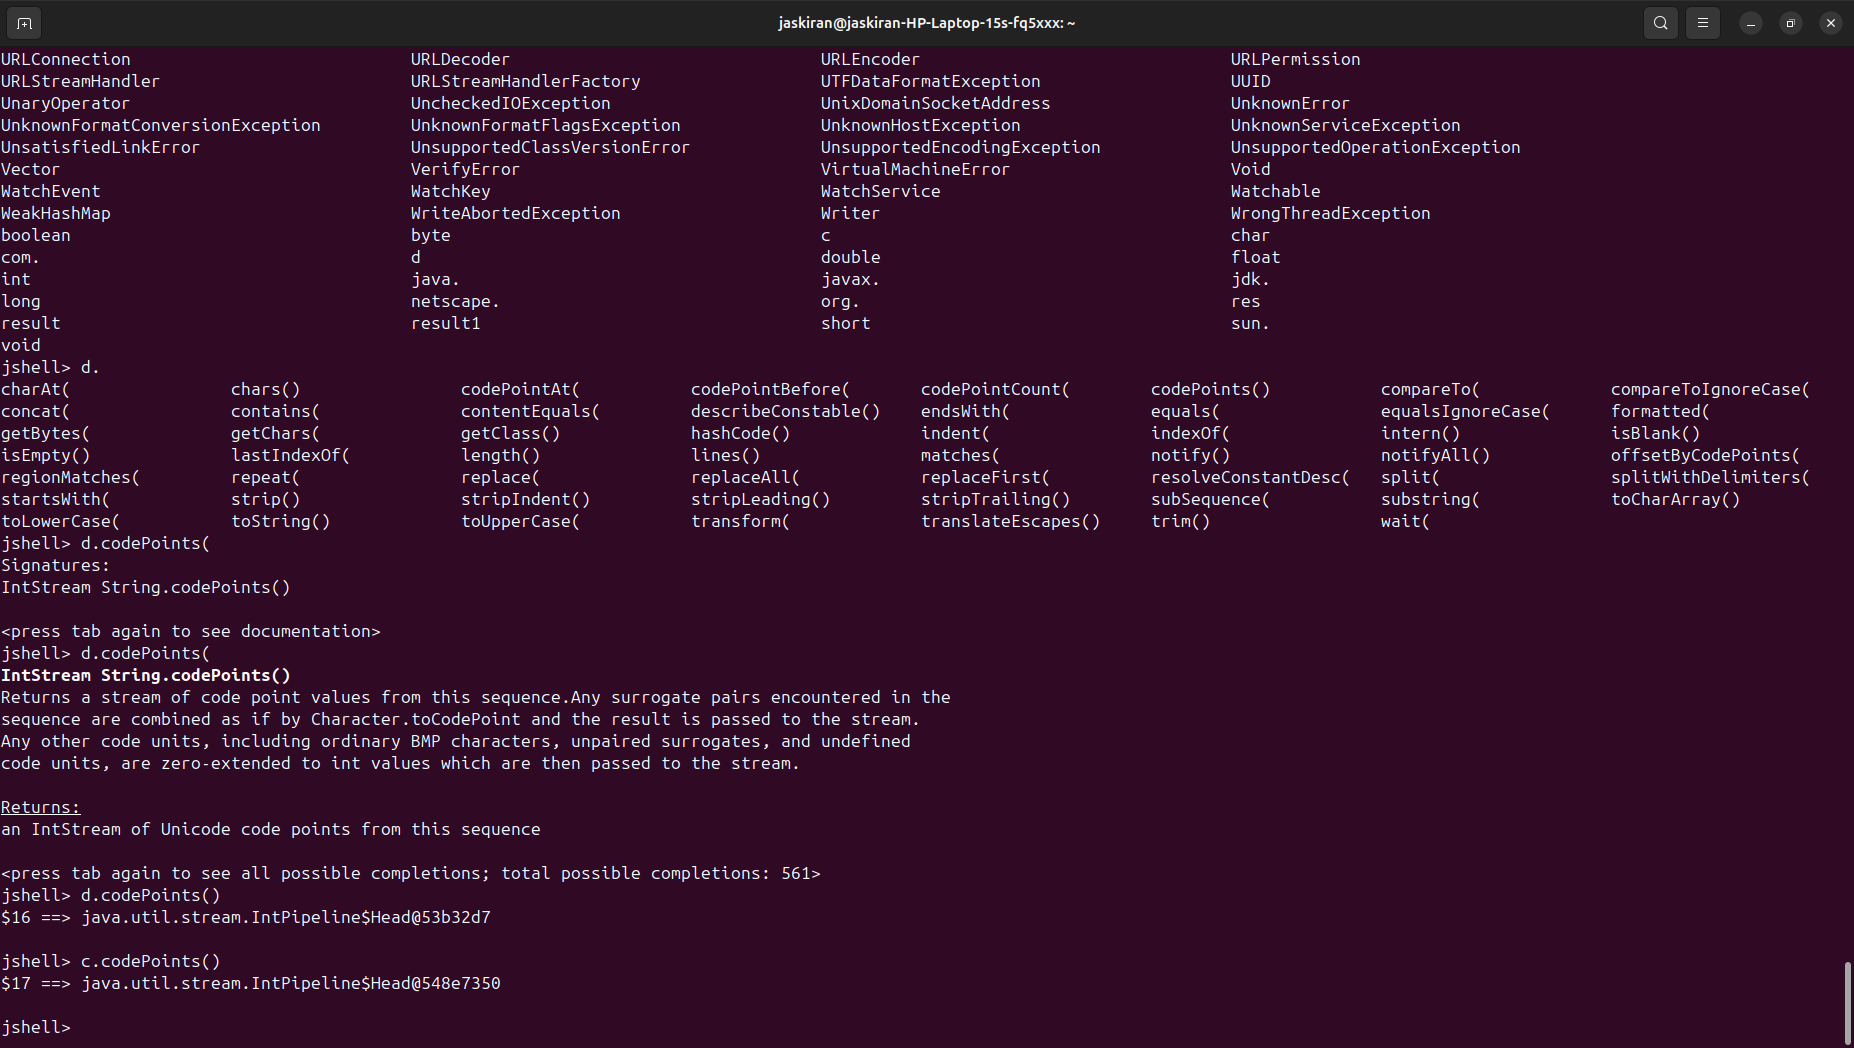 jaskiran@jaskiran-HP-Laptop-15s-fq5xxx: ~
URLConnection URLDecoder URLEncoder URLPermission
URLStreamHandler URLStreamHandlerFactory UTFDataFormatException UUID
UnaryOperator UncheckedIOException UnixDomainSocketAddress UnknownError
UnknownFormatConversionException UnknownFormatFlagsException UnknownHostException UnknownServiceException
UnsatisfiedLinkError UnsupportedClassVersionError UnsupportedEncodingException UnsupportedOperationException
Vector VerifyError VirtualMachineError Void
WatchEvent WatchKey WatchService Watchable
WeakHashMap WriteAbortedException Writer WrongThreadException
boolean byte c char
com. d double float
int java. javax. jdk.
long netscape. org. res
result result1 short sun.
void
jshell> d.
charAt( chars() codePointAt( codePointBefore( codePointCount( codePoints() compareTo( compareToIgnoreCase(
concat( contains( contentEquals( describeConstable() endsWith( equals( equalsIgnoreCase( formatted(
getBytes( getChars( getClass() hashCode() indent( indexOf( intern() isBlank()
isEmpty() lastIndexOf( length() lines() matches( notify() notifyAll() offsetByCodePoints(
regionMatches( repeat( replace( replaceAll( replaceFirst( resolveConstantDesc( split( splitWithDelimiters(
startsWith( strip() stripIndent() stripLeading() stripTrailing() subSequence( substring( toCharArray()
toLowerCase( toString() toUpperCase( transform( translateEscapes() trim() wait(
jshell> d.codePoints(
Signatures:
IntStream String.codePoints()
<press tab again to see documentation>
jshell> d.codePoints(
IntStream String.codePoints()
Returns a stream of code point values from this sequence.Any surrogate pairs encountered in the
sequence are combined as if by Character.toCodePoint and the result is passed to the stream.
Any other code units, including ordinary BMP characters, unpaired surrogates, and undefined
code units, are zero-extended to int values which are then passed to the stream.
Returns:
an IntStream of Unicode code points from this sequence
<press tab again to see all possible completions; total possible completions: 561>
jshell> d.codePoints()
$16 ==> java.util.stream.IntPipeline$Head@53b32d7
jshell> c.codePoints()
$17 ==> java.util.stream.IntPipeline$Head@548e7350
jshell>